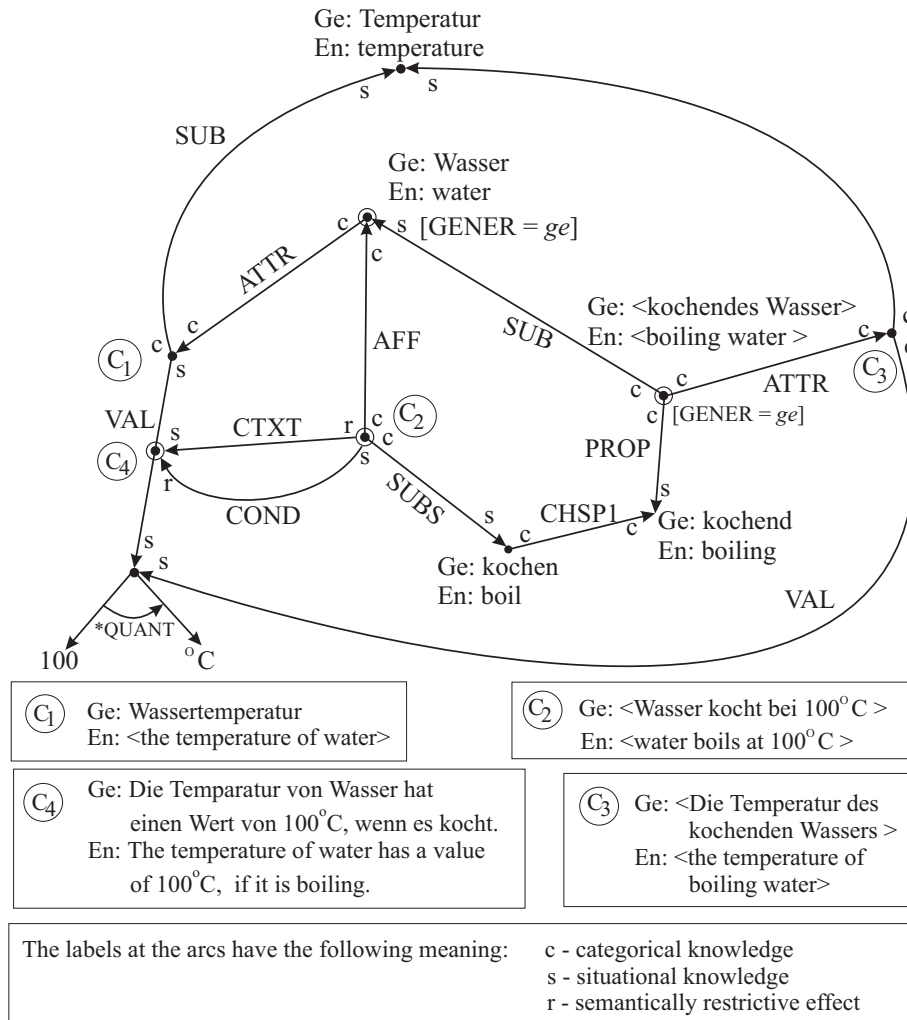 Ge: Temperatur
En: temperature
s
s
SUB
Ge: Wasser
En: water
c
s
[GENER = ge]
c
ATTR
c
AFF
SUB
Ge: <kochendes Wasser>
En: <boiling water >
c
c
c
C1
c
s
c
c
ATTR
C3
c
[GENER = ge]
VAL
s
CTXT
r
c
c
C2
PROP
C4
r
s
COND
SUBS
s
s
c
CHSP1
c
Ge: kochend
En: boiling
Ge: kochen
En: boil
s
s
VAL
*QUANT
100
oC
C1
Ge: Wassertemperatur
En: <the temperature of water>
C2
Ge: <Wasser kocht bei 100oC >
En: <water boils at 100oC >
C4
Ge: Die Temparatur von Wasser hat
einen Wert von 100oC, wenn es kocht.
En: The temperature of water has a value
of 100oC, if it is boiling.
C3
Ge: <Die Temperatur des
kochenden Wassers >
En: <the temperature of
boiling water>
The labels at the arcs have the following meaning: c - categorical knowledge
s - situational knowledge
r - semantically restrictive effect